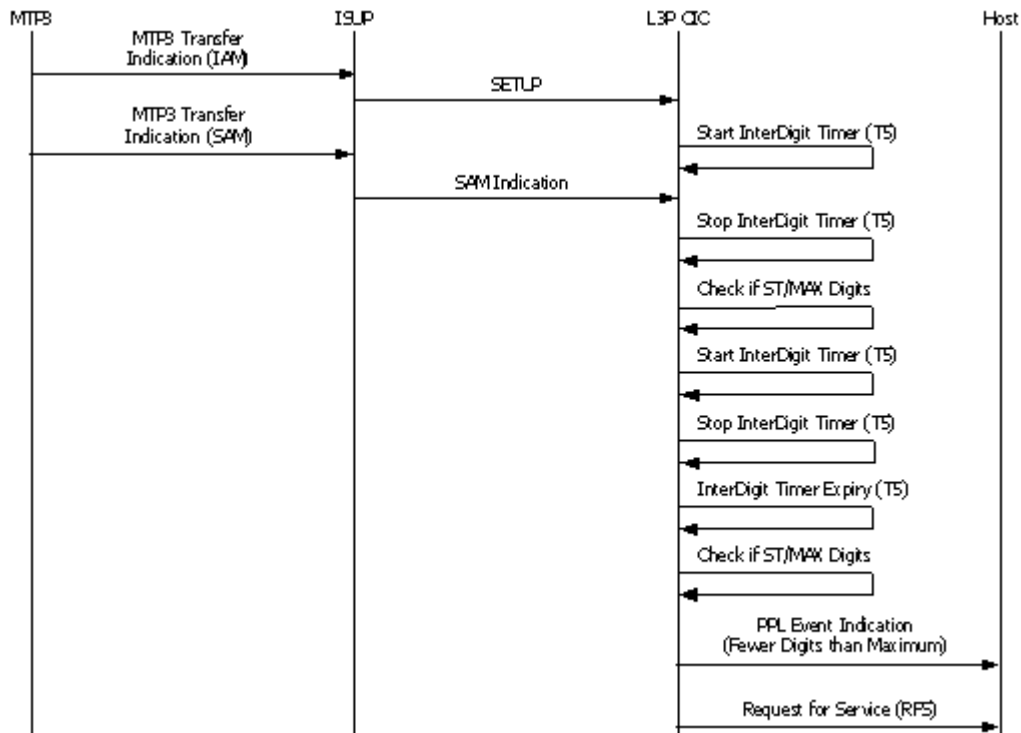 MTP3 ISUP L3P CIC Host
MTP3 Transfer
Indication (IAM)
SETUP
MTP3 Transfer
Indication (SAM)
Start InterDigit Timer (T5)
SAM Indication
Stop InterDigit Timer (T5)
Check if ST/MAX Digits
Start InterDigit Timer (T5)
Stop InterDigit Timer (T5)
InterDigit Timer Expiry (T5)
Check if ST/MAX Digits
PPL Event Indication
(Fewer Digits than Maximum)
Request for Service (RFS)